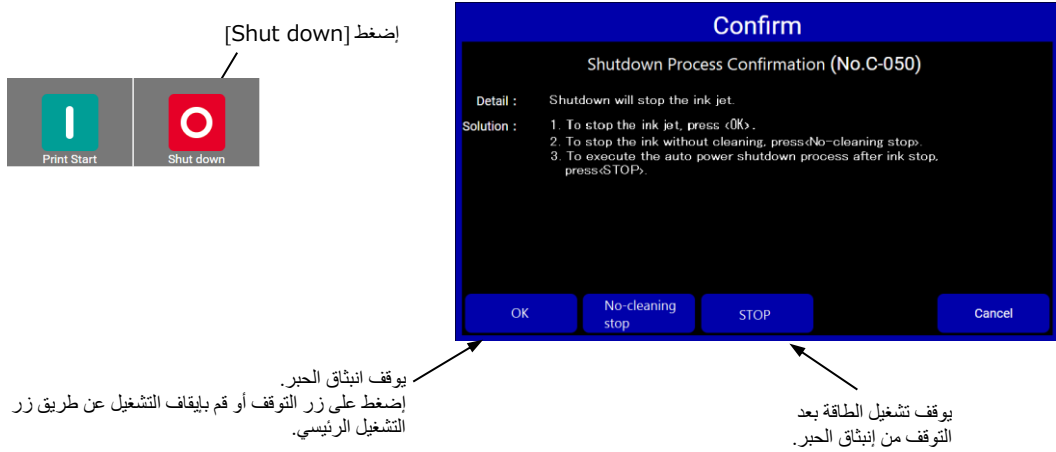 إضغط [Shut down]
Print Start
Shut down
Confirm
Shutdown Process Confirmation (No.C-050)
Detail : Shutdown will stop the ink jet.
Solution : 1. To stop the ink jet, press <OK>.
2. To stop the ink without cleaning, press<No-cleaning stop>.
3. To execute the auto power shutdown process after ink stop,
press<STOP>.
OK
No-cleaning
stop
STOP
Cancel
يوقف انبثاق الحبر.
إضغط على زر التوقف أو قم بإيقاف التشغيل عن طريق زر
التشغيل الرئيسي.
يوقف تشغيل الطاقة بعد
التوقف من إنبثاق الحبر.